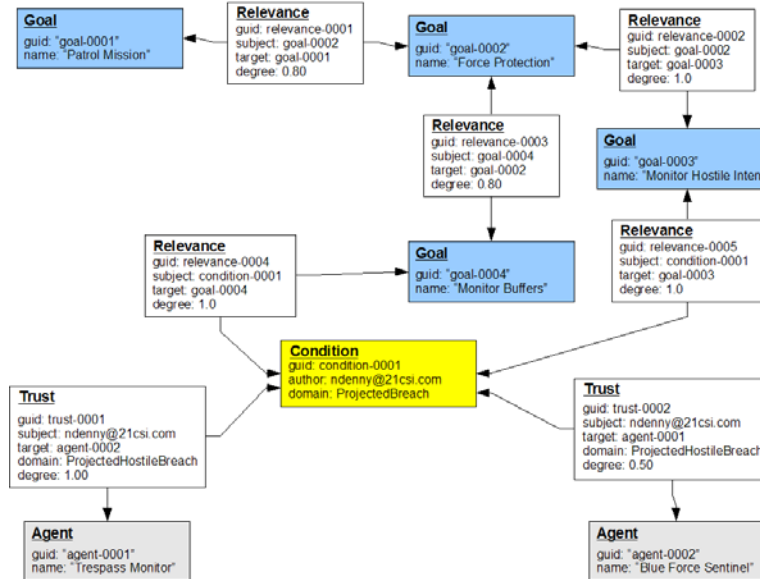 Goal
guid: "goal-0001"
name: "Patrol Mission"
Relevance
guid: relevance-0001
subject: goal-0002
target: goal-0001
degree: 0.80
Goal
guid: "goal-0002"
name: "Force Protection"
Relevance
guid: relevance-0002
subject: goal-0002
target: goal-0003
degree: 1.0
Relevance
guid: relevance-0003
subject: goal-0004
target: goal-0002
degree: 0.80
Goal
guid: "goal-0003"
name: "Monitor Hostile Inten
Relevance
guid: relevance-0004
subject: condition-0001
target: goal-0004
degree: 1.0
Goal
guid: "goal-0004"
name: "Monitor Buffers"
Relevance
guid: relevance-0005
subject: condition-0001
target: goal-0003
degree: 1.0
Condition
guid: condition-0001
author: ndenny@21csi.com
domain: ProjectedBreach
Trust
guid: trust-0001
subject: ndenny@21csi.com
target: agent-0002
domain: ProjectedHostileBreach
degree: 1.00
Trust
guid: trust-0002
subject: ndenny@21csi.com
target: agent-0001
domain: ProjectedHostileBreach
degree: 0.50
Agent
guid: "agent-0001"
name: "Trespass Monitor"
Agent
guid: "agent-0002"
name: "Blue Force Sentinel"